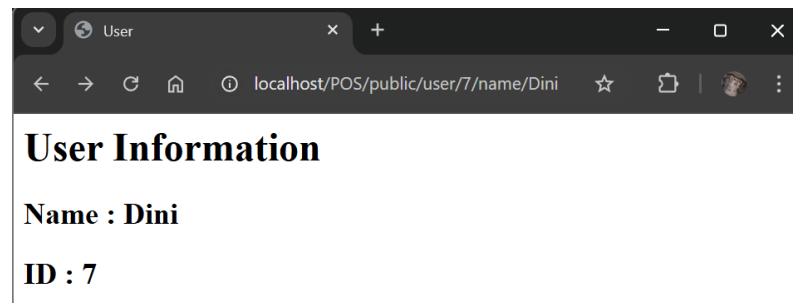 User
localhost/POS/public/user/7/name/Dini
User Information
Name : Dini
ID : 7